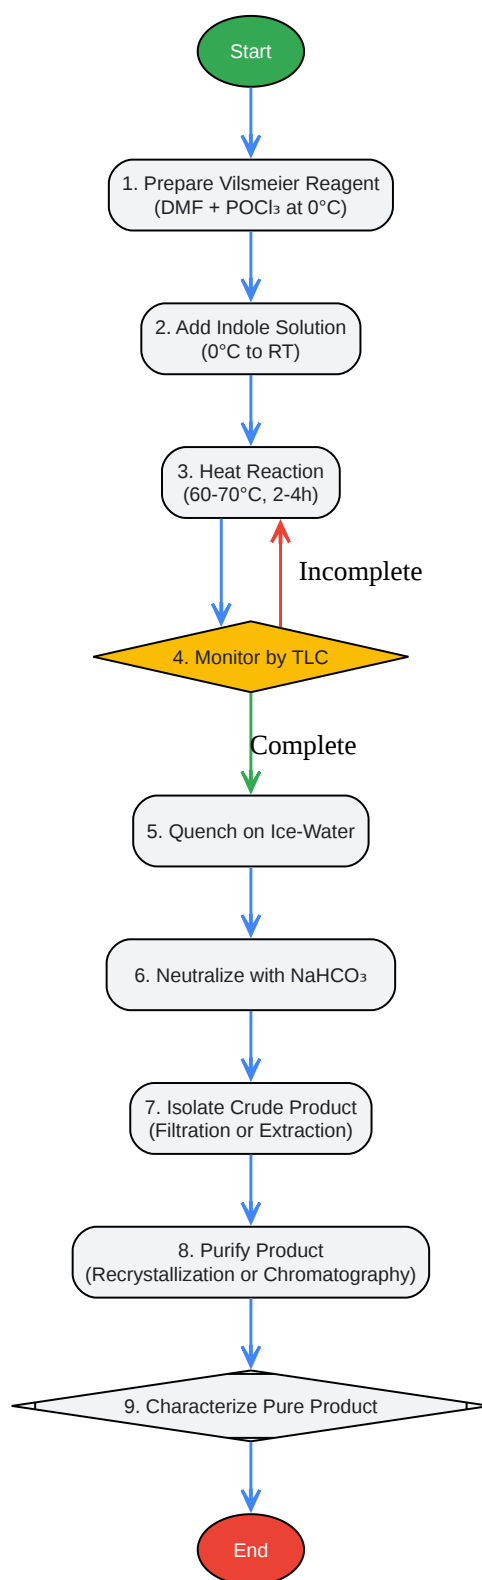 Start
1. Prepare Vilsmeier Reagent
(DMF + POCl₃ at 0°C)
2. Add Indole Solution
(0°C to RT)
3. Heat Reaction
(60-70°C, 2-4h)
Incomplete
4. Monitor by TLC
Complete
5. Quench on Ice-Water
6. Neutralize with NaHCO₃
7. Isolate Crude Product
(Filtration or Extraction)
8. Purify Product
(Recrystallization or Chromatography)
9. Characterize Pure Product
End